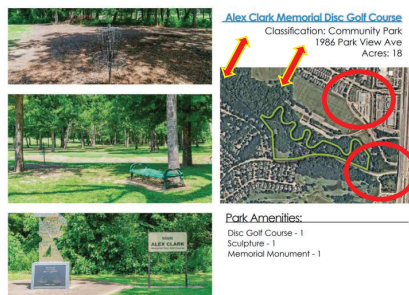 Alex Clark Memorial Disc Golf Course
Classification: Community Park
1986 Park View Ave
Acres: 18
ALEX CLARK
Park Amenities:
Disc Golf Course - 1
Sculpture - 1
Memorial Monument - 1